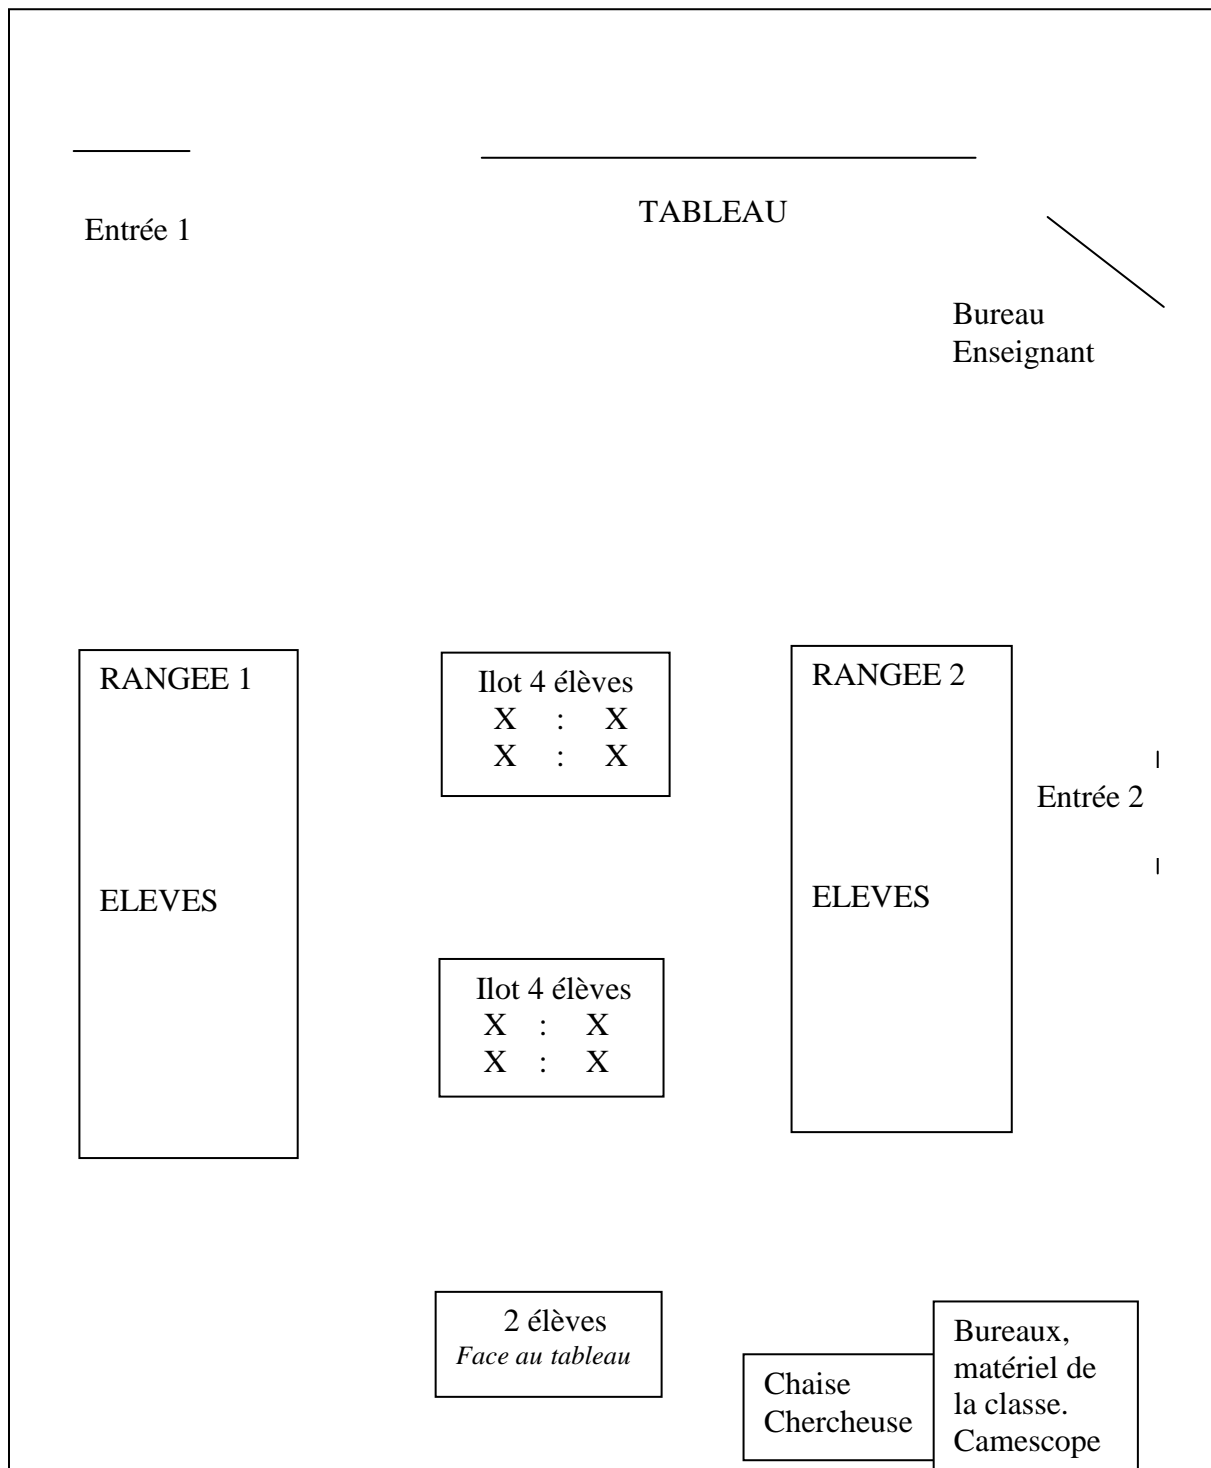 TABLEAU
Entrée 1
Bureau
Enseignant
RANGEE 1
ELEVES
Ilot 4 élèves
X : X
X : X
Ilot 4 élèves
X : X
X : X
RANGEE 2
ELEVES
Entrée 2
2 élèves
Face au tableau
Chaise
Chercheuse
Bureaux,
matériel de
la classe.
Camescope